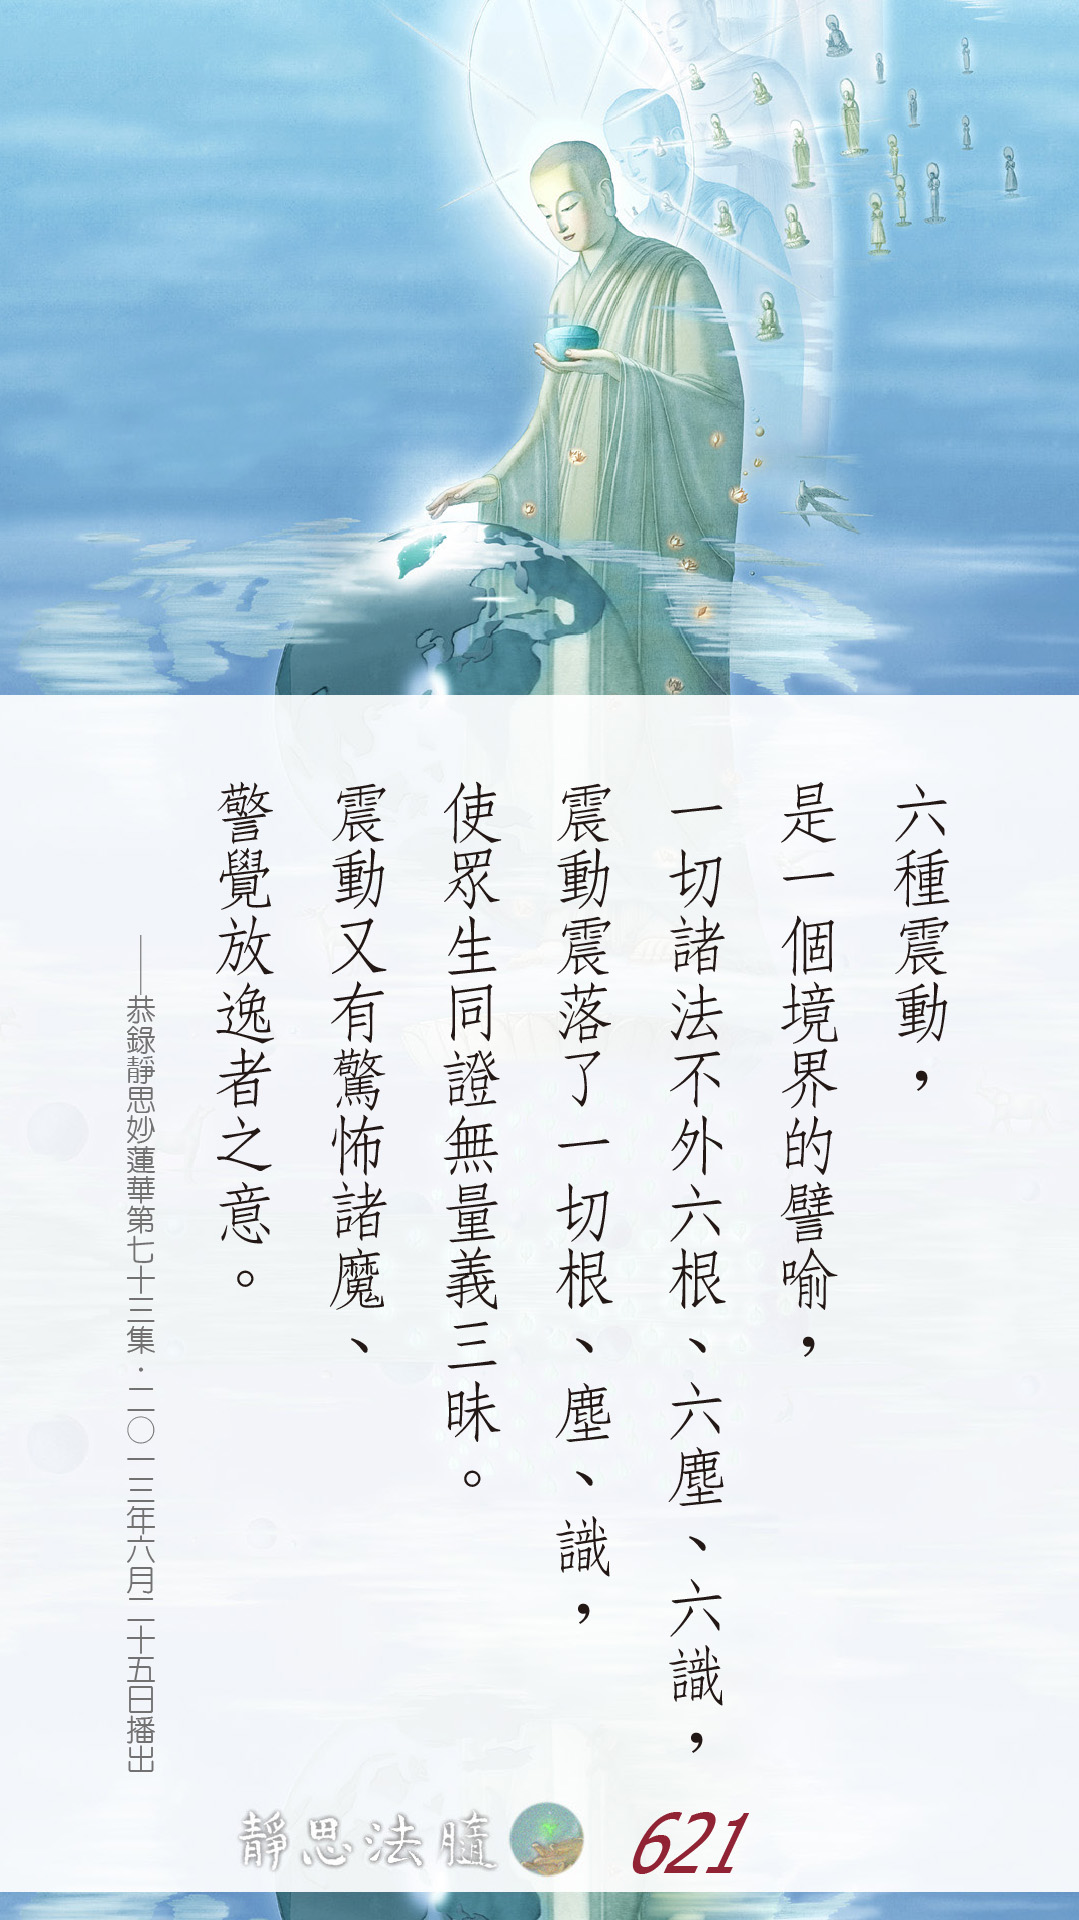 六種震動，
是一個境界的譬喻，
一切諸法不外六根、六塵、六識，
震動震落了一切根、塵、識，
使眾生同證無量義三昧。
震動又有驚怖諸魔、
警覺放逸者之意。
——恭錄靜思妙蓮華第七十三集．二〇一三年六月二十五日播出
靜思法髓
621